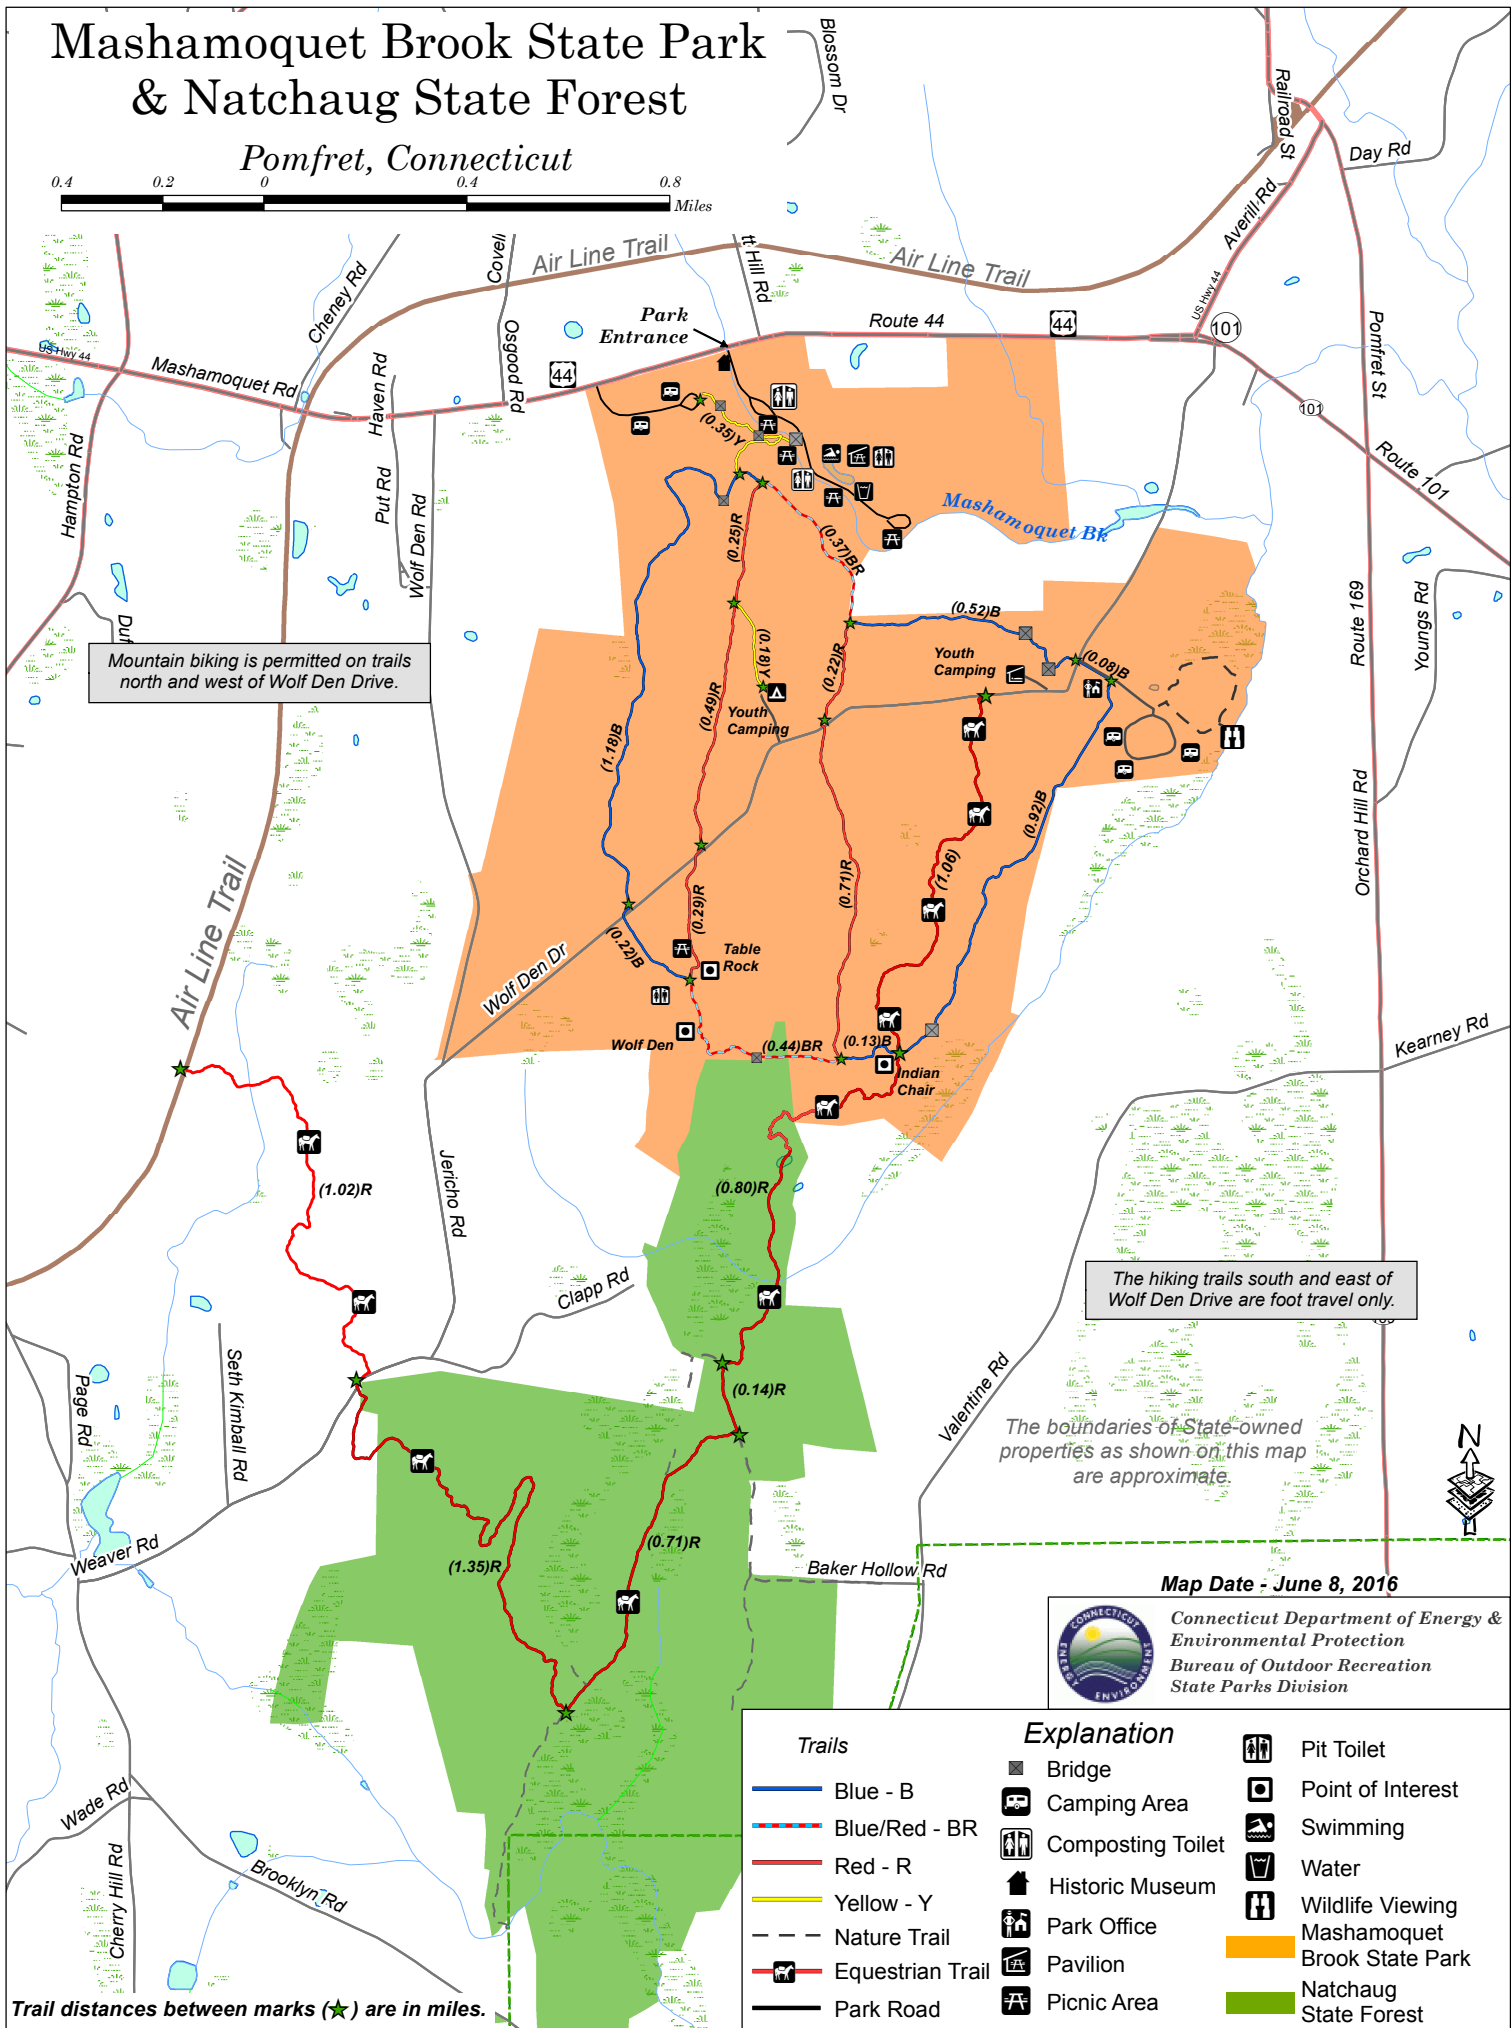 Mashamoquet Brook State Park
& Natchaug State Forest
Pomfret, Connecticut
0.4 0.2 0 0.4 0.8
Miles
Blossom Dr
Railroad St
Day Rd
Averill Rd
US Hwy 44
Air Line Trail
Air Line Trail
tt Hill Rd
Covell
Osgood Rd
Cheney Rd
Park
Entrance
Route 44
44
101
44
US Hwy 44
Mashamoquet Rd
Haven Rd
Hampton Rd
Put Rd
Wolf Den Rd
Pomfret St
101
Route 101
(0.35)Y
Mashamoquet Bk
(0.25)R
(0.37)BR
(0.52)B
Route 169
Youngs Rd
Mountain biking is permitted on trails
north and west of Wolf Den Drive.
(0.18)Y
(0.22)R
Youth
Camping
(0.08)B
(0.49)R
Youth
Camping
(1.18)B
(0.92)B
Orchard Hill Rd
Air Line Trail
(0.71)R
(1.06)
(0.29)R
(0.22)B
Table
Rock
Wolf Den Dr
Wolf Den
(0.44)BR
(0.13)B
Indian
Chair
Kearney Rd
Jericho Rd
(1.02)R
(0.80)R
Clapp Rd
The hiking trails south and east of
Wolf Den Drive are foot travel only.
Page Rd
Seth Kimball Rd
(0.14)R
Valentine Rd
The boundaries of State-owned
properties as shown on this map
are approximate.
N
Weaver Rd
(1.35)R
(0.71)R
Baker Hollow Rd
Map Date - June 8, 2016
CONNECTICUT
ENERGY
ENVIRONMENT
Connecticut Department of Energy &
Environmental Protection
Bureau of Outdoor Recreation
State Parks Division
Wade Rd
Cherry Hill Rd
Brooklyn Rd
Trail distances between marks ( ) are in miles.
Explanation
Trails
Blue - B
Blue/Red - BR
Red - R
Yellow - Y
Nature Trail
Equestrian Trail
Park Road
Bridge
Camping Area
Composting Toilet
Historic Museum
Park Office
Pavilion
Picnic Area
Pit Toilet
Point of Interest
Swimming
Water
Wildlife Viewing
Mashamoquet
Brook State Park
Natchaug
State Forest